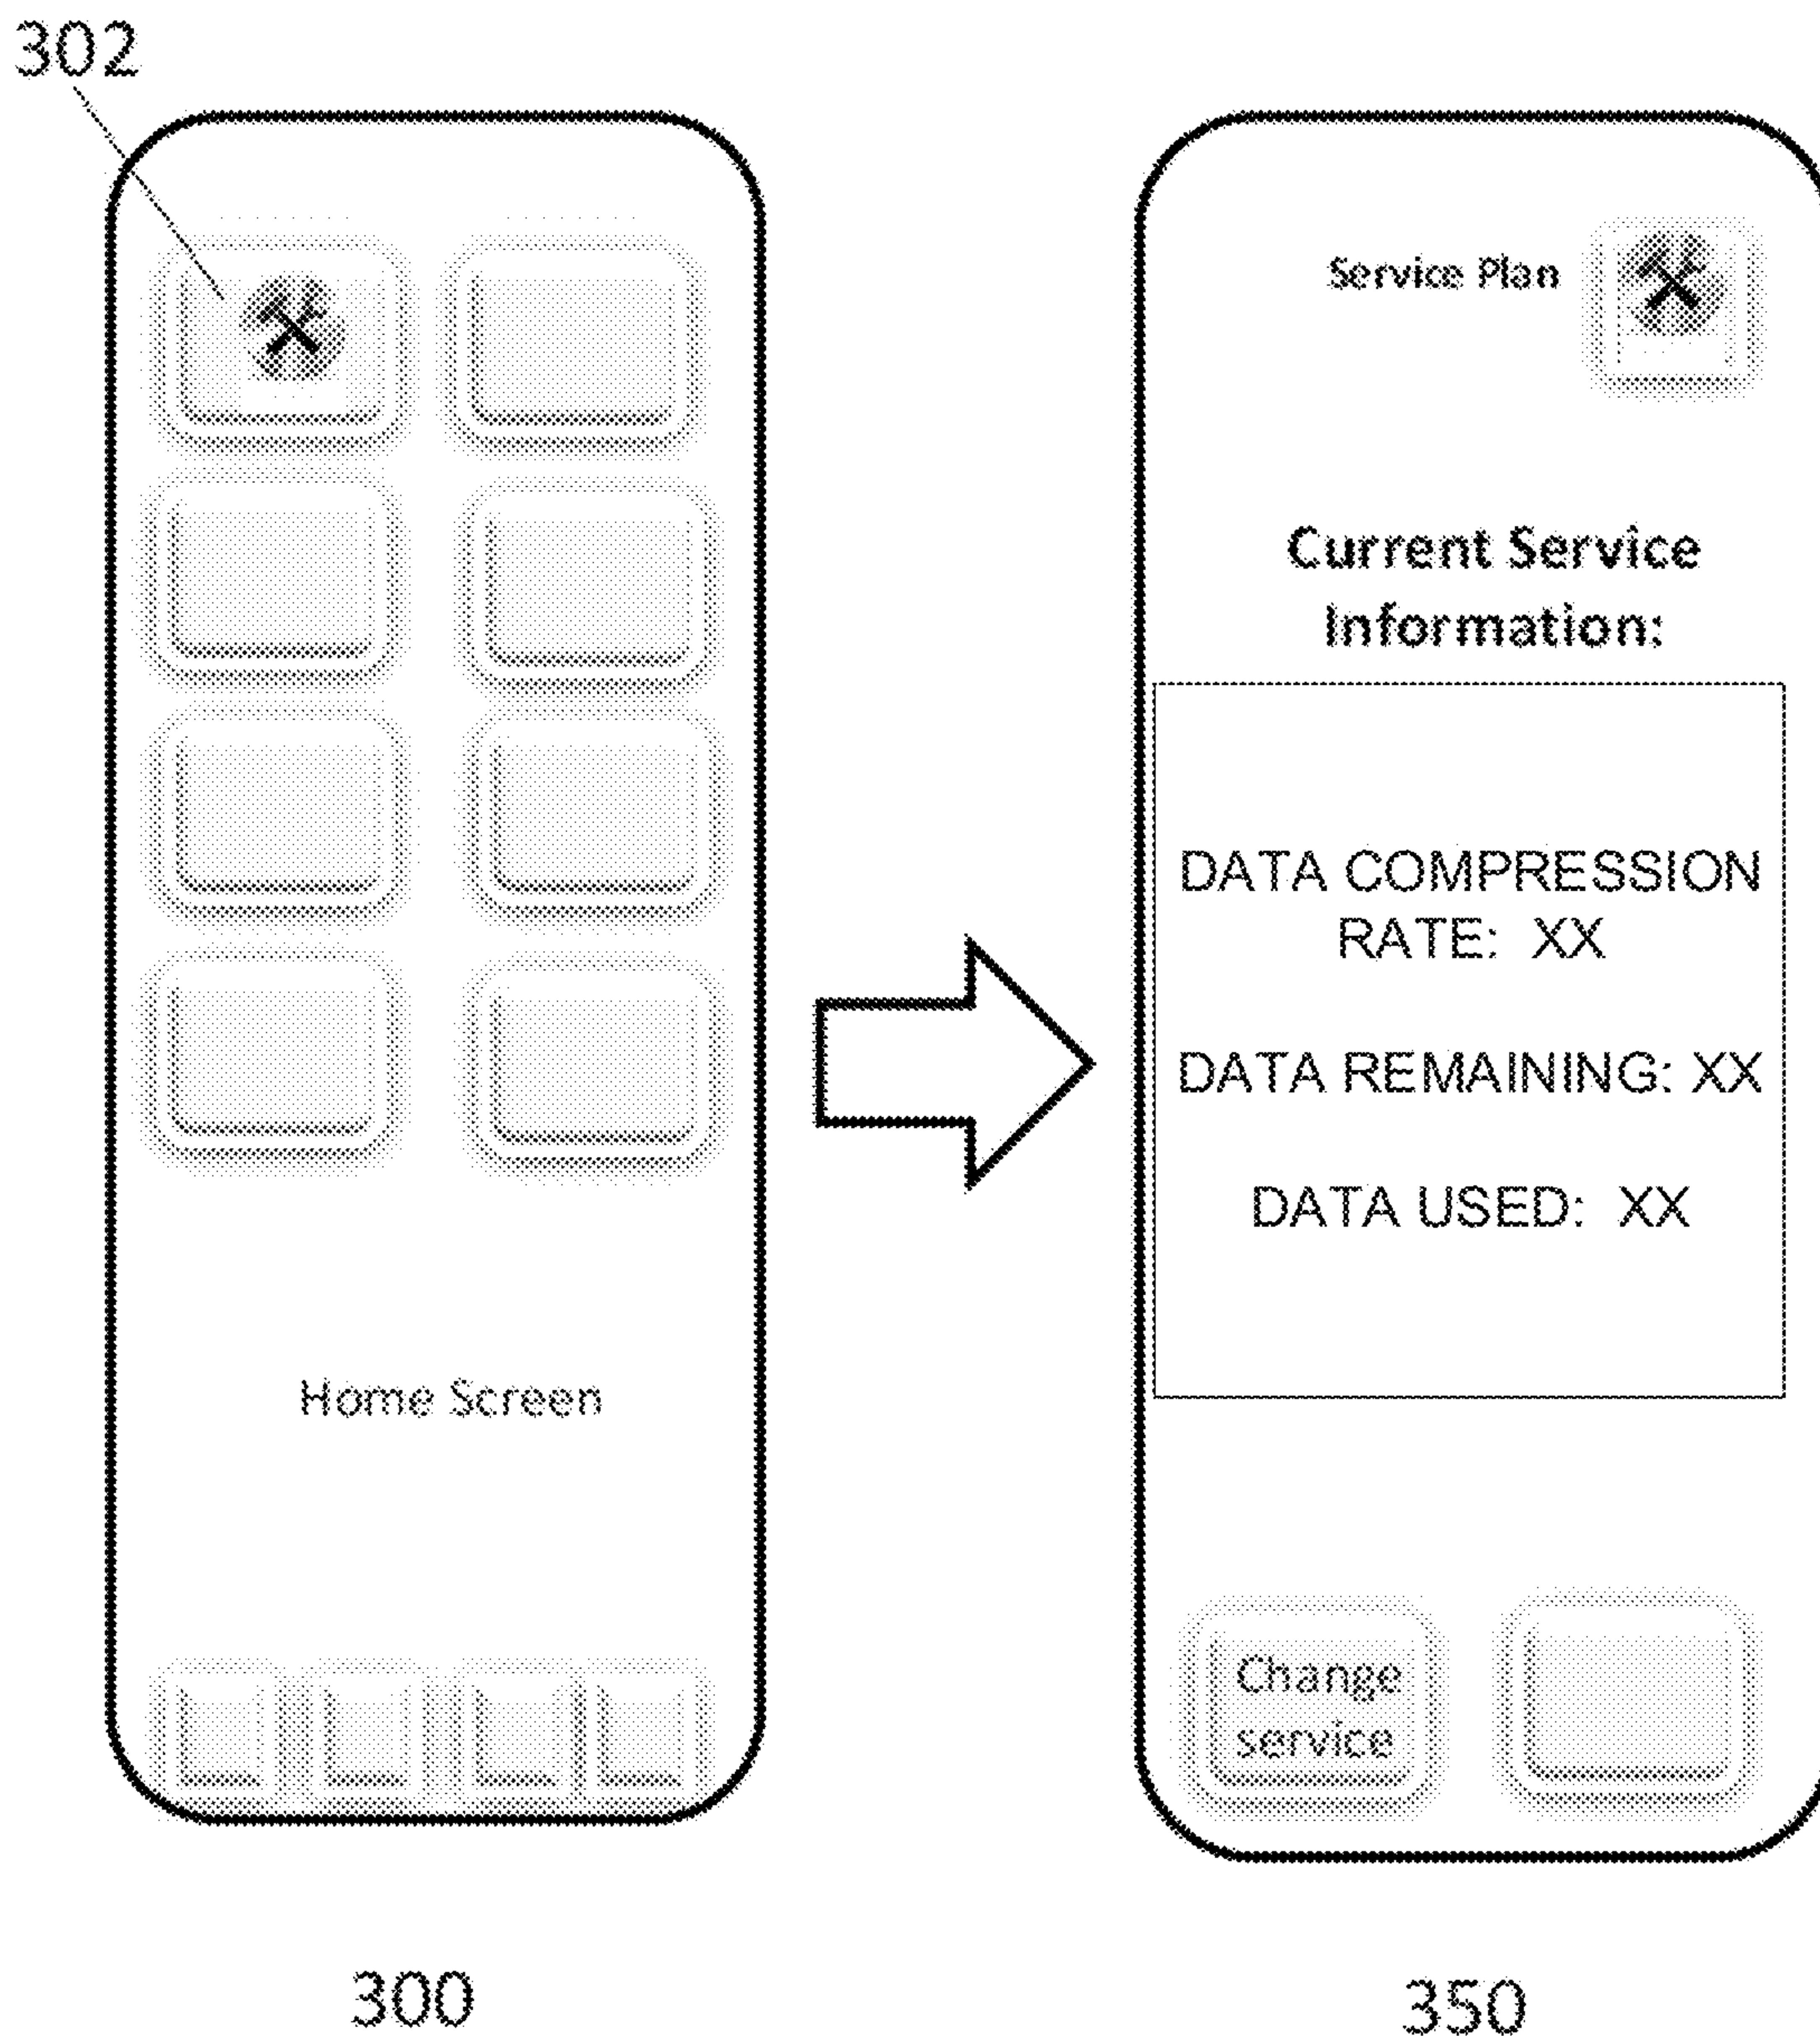 302
Home Screen
300
Service Plan
Current Service
Information:
DATA COMPRESSION
RATE: XX
DATA REMAINING: XX
DATA USED: XX
Change
service
350